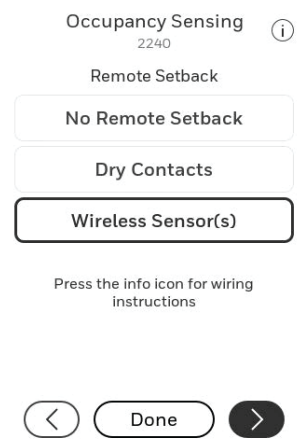 Occupancy Sensing
2240
Remote Setback
No Remote Setback
Dry Contacts
Wireless Sensor(s)
Press the info icon for wiring
instructions
Done